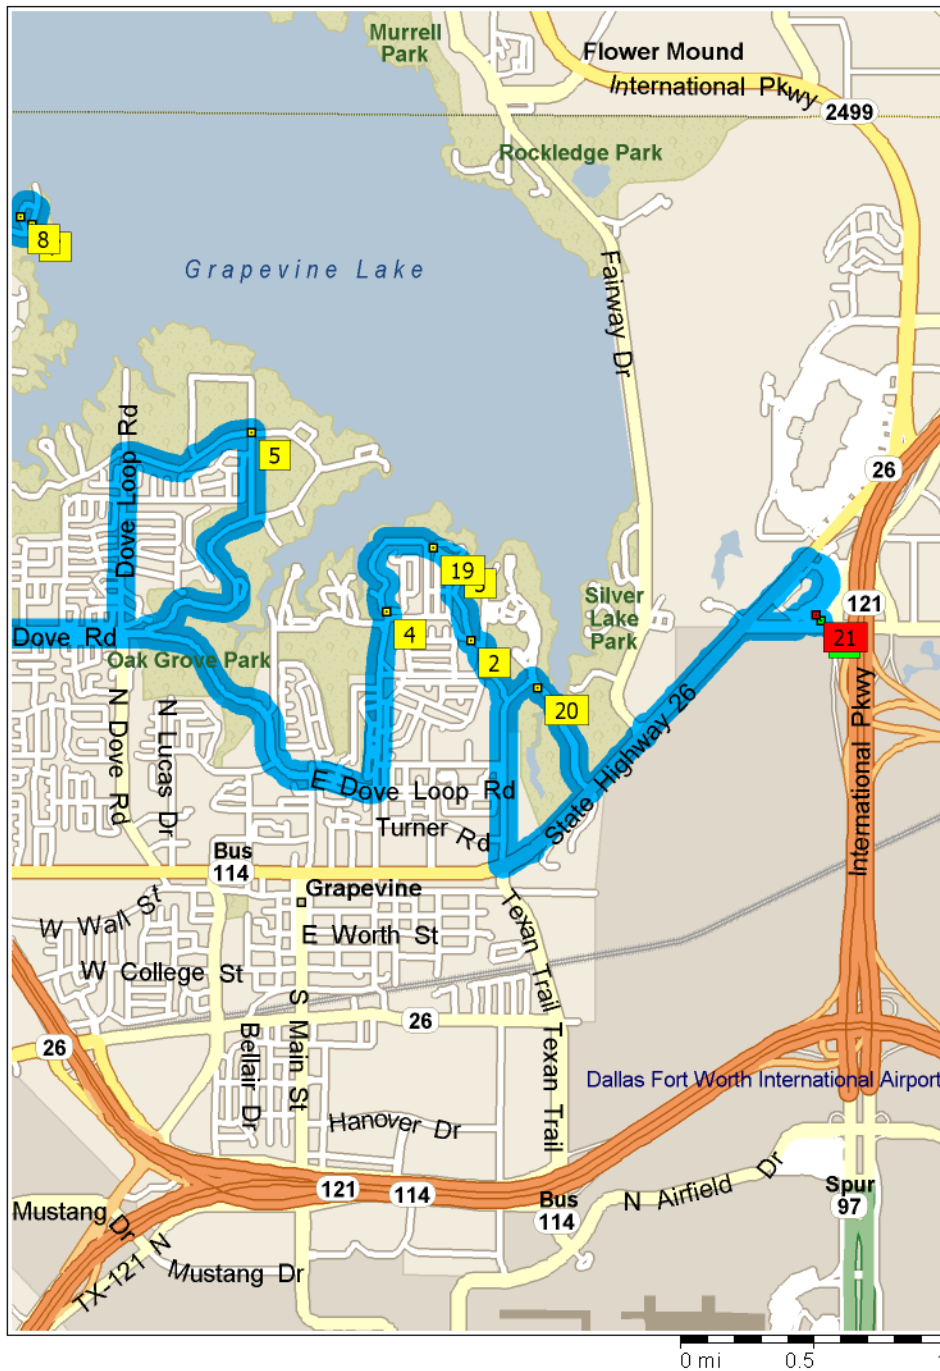 Murrell
Park
Flower Mound
International Pkwy
2499
Rockledge Park
8
Grapevine Lake
Fairway Dr
Dove Loop Rd
5
26
19
4
2
Silver
Lake
Park
121
21
Dove Rd
Oak Grove Park
20
N Dove Rd
N Lucas Dr
State Highway 26
International Pkwy
E Dove Loop Rd
Turner Rd
Bus
114
Grapevine
W Wall St
E Worth St
Texan Trail
W College St
S Main St
26
26
Bellair Dr
Texan Trail
Dallas Fort Worth International Airport
Hanover Dr
121
114
Bus
114
N Airfield Dr
Spur
97
Mustang Dr
TX-121 N
Mustang Dr
0 mi
0.5